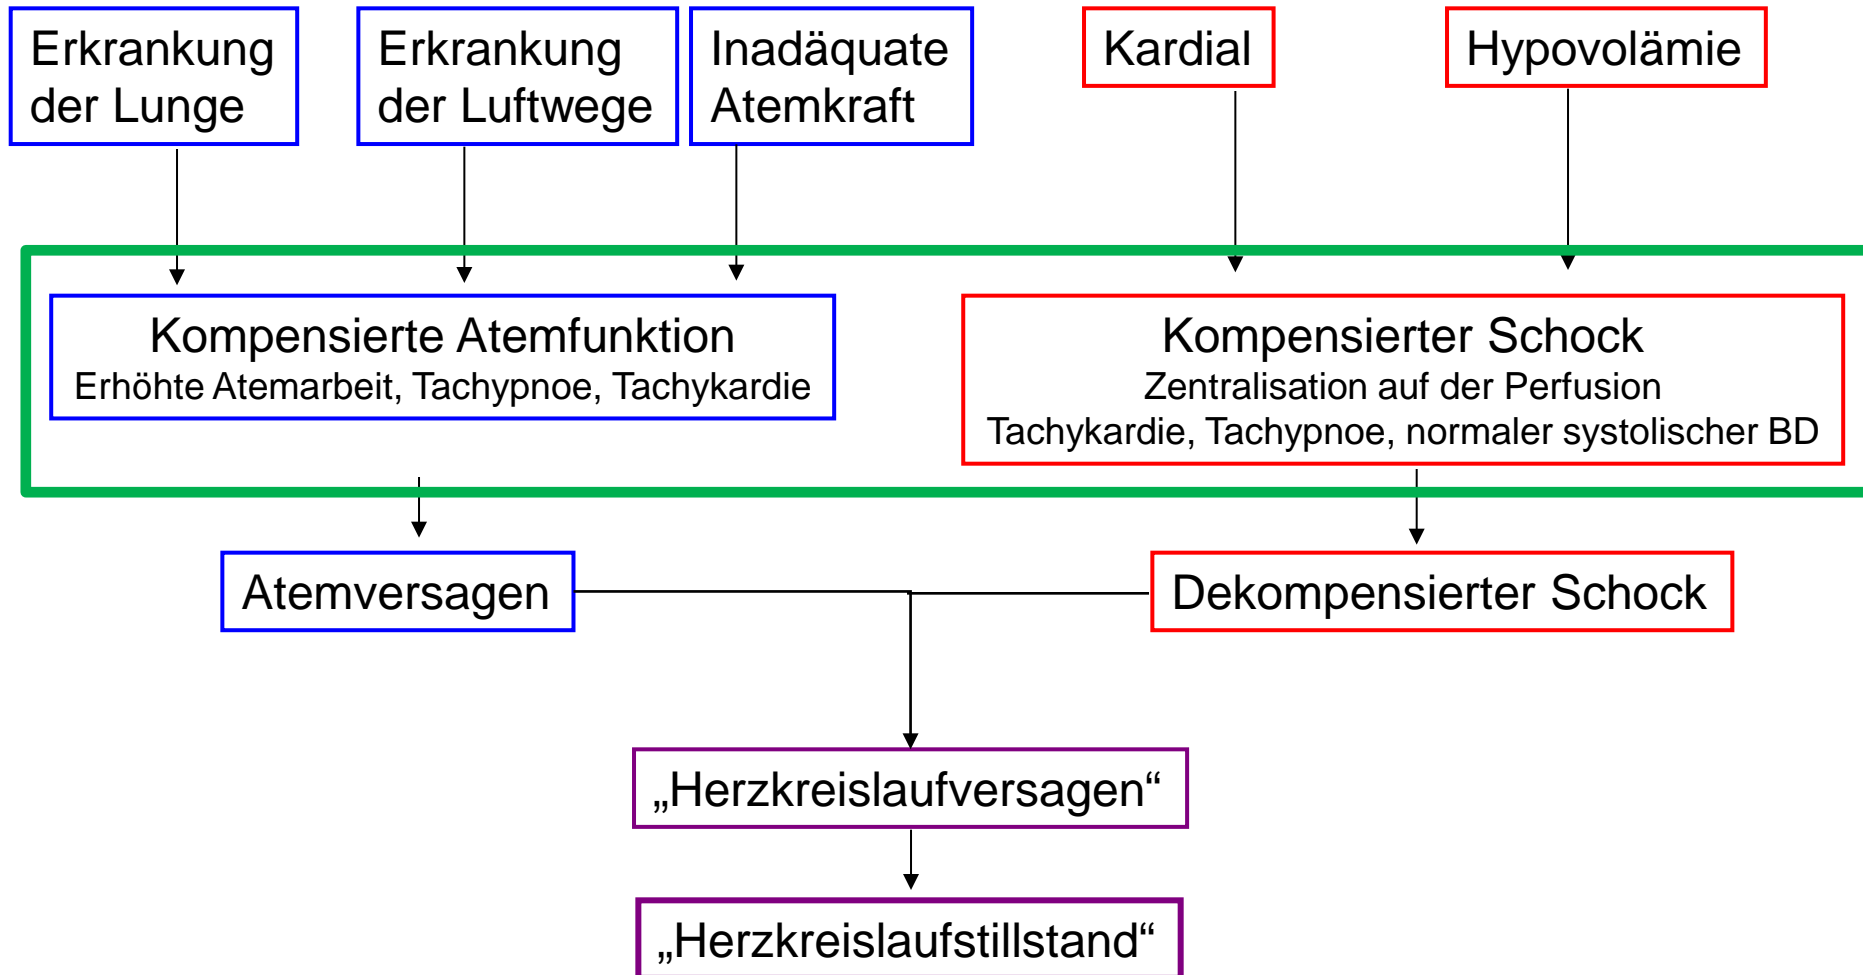 Erkrankung
der Lunge
Erkrankung
der Luftwege
Inadäquate
Atemkraft
Kardial
Hypovolämie
Kompensierte Atemfunktion
Erhöhte Atemarbeit, Tachypnoe, Tachykardie
Kompensierter Schock
Zentralisation auf der Perfusion
Tachykardie, Tachypnoe, normaler systolischer BD
Atemversagen
Dekompensierter Schock
„Herzkreislaufversagen“
„Herzkreislaufstillstand“